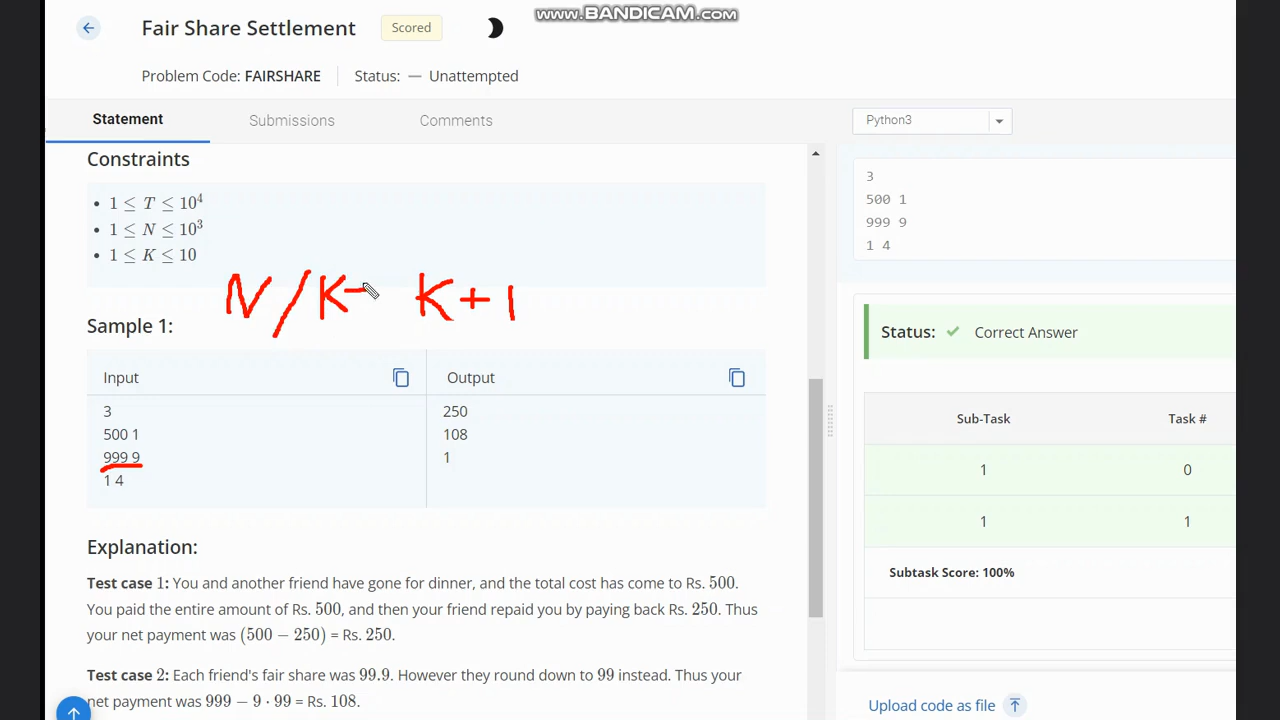 www.BANDICAM.com
Fair Share Settlement
Scored
Problem Code: FAIRSHARE
Status: — Unattempted
Statement
Submissions
Comments
Python3
Constraints
1 ≤ T ≤ 10^4
1 ≤ N ≤ 10^3
1 ≤ K ≤ 10
N/K- K+1
Sample 1:
Input
Output
3
500 1
999 9
1 4
250
108
1
Explanation:
Test case 1: You and another friend have gone for dinner, and the total cost has come to Rs. 500.
You paid the entire amount of Rs. 500, and then your friend repaid you by paying back Rs. 250. Thus
your net payment was (500 − 250) = Rs. 250.
Test case 2: Each friend's fair share was 99.9. However they round down to 99 instead. Thus your
net payment was 999 − 9 · 99 = Rs. 108.
3
500 1
999 9
1 4
Status: ✓ Correct Answer
Sub-Task
Task #
1
0
1
1
Subtask Score: 100%
Upload code as file